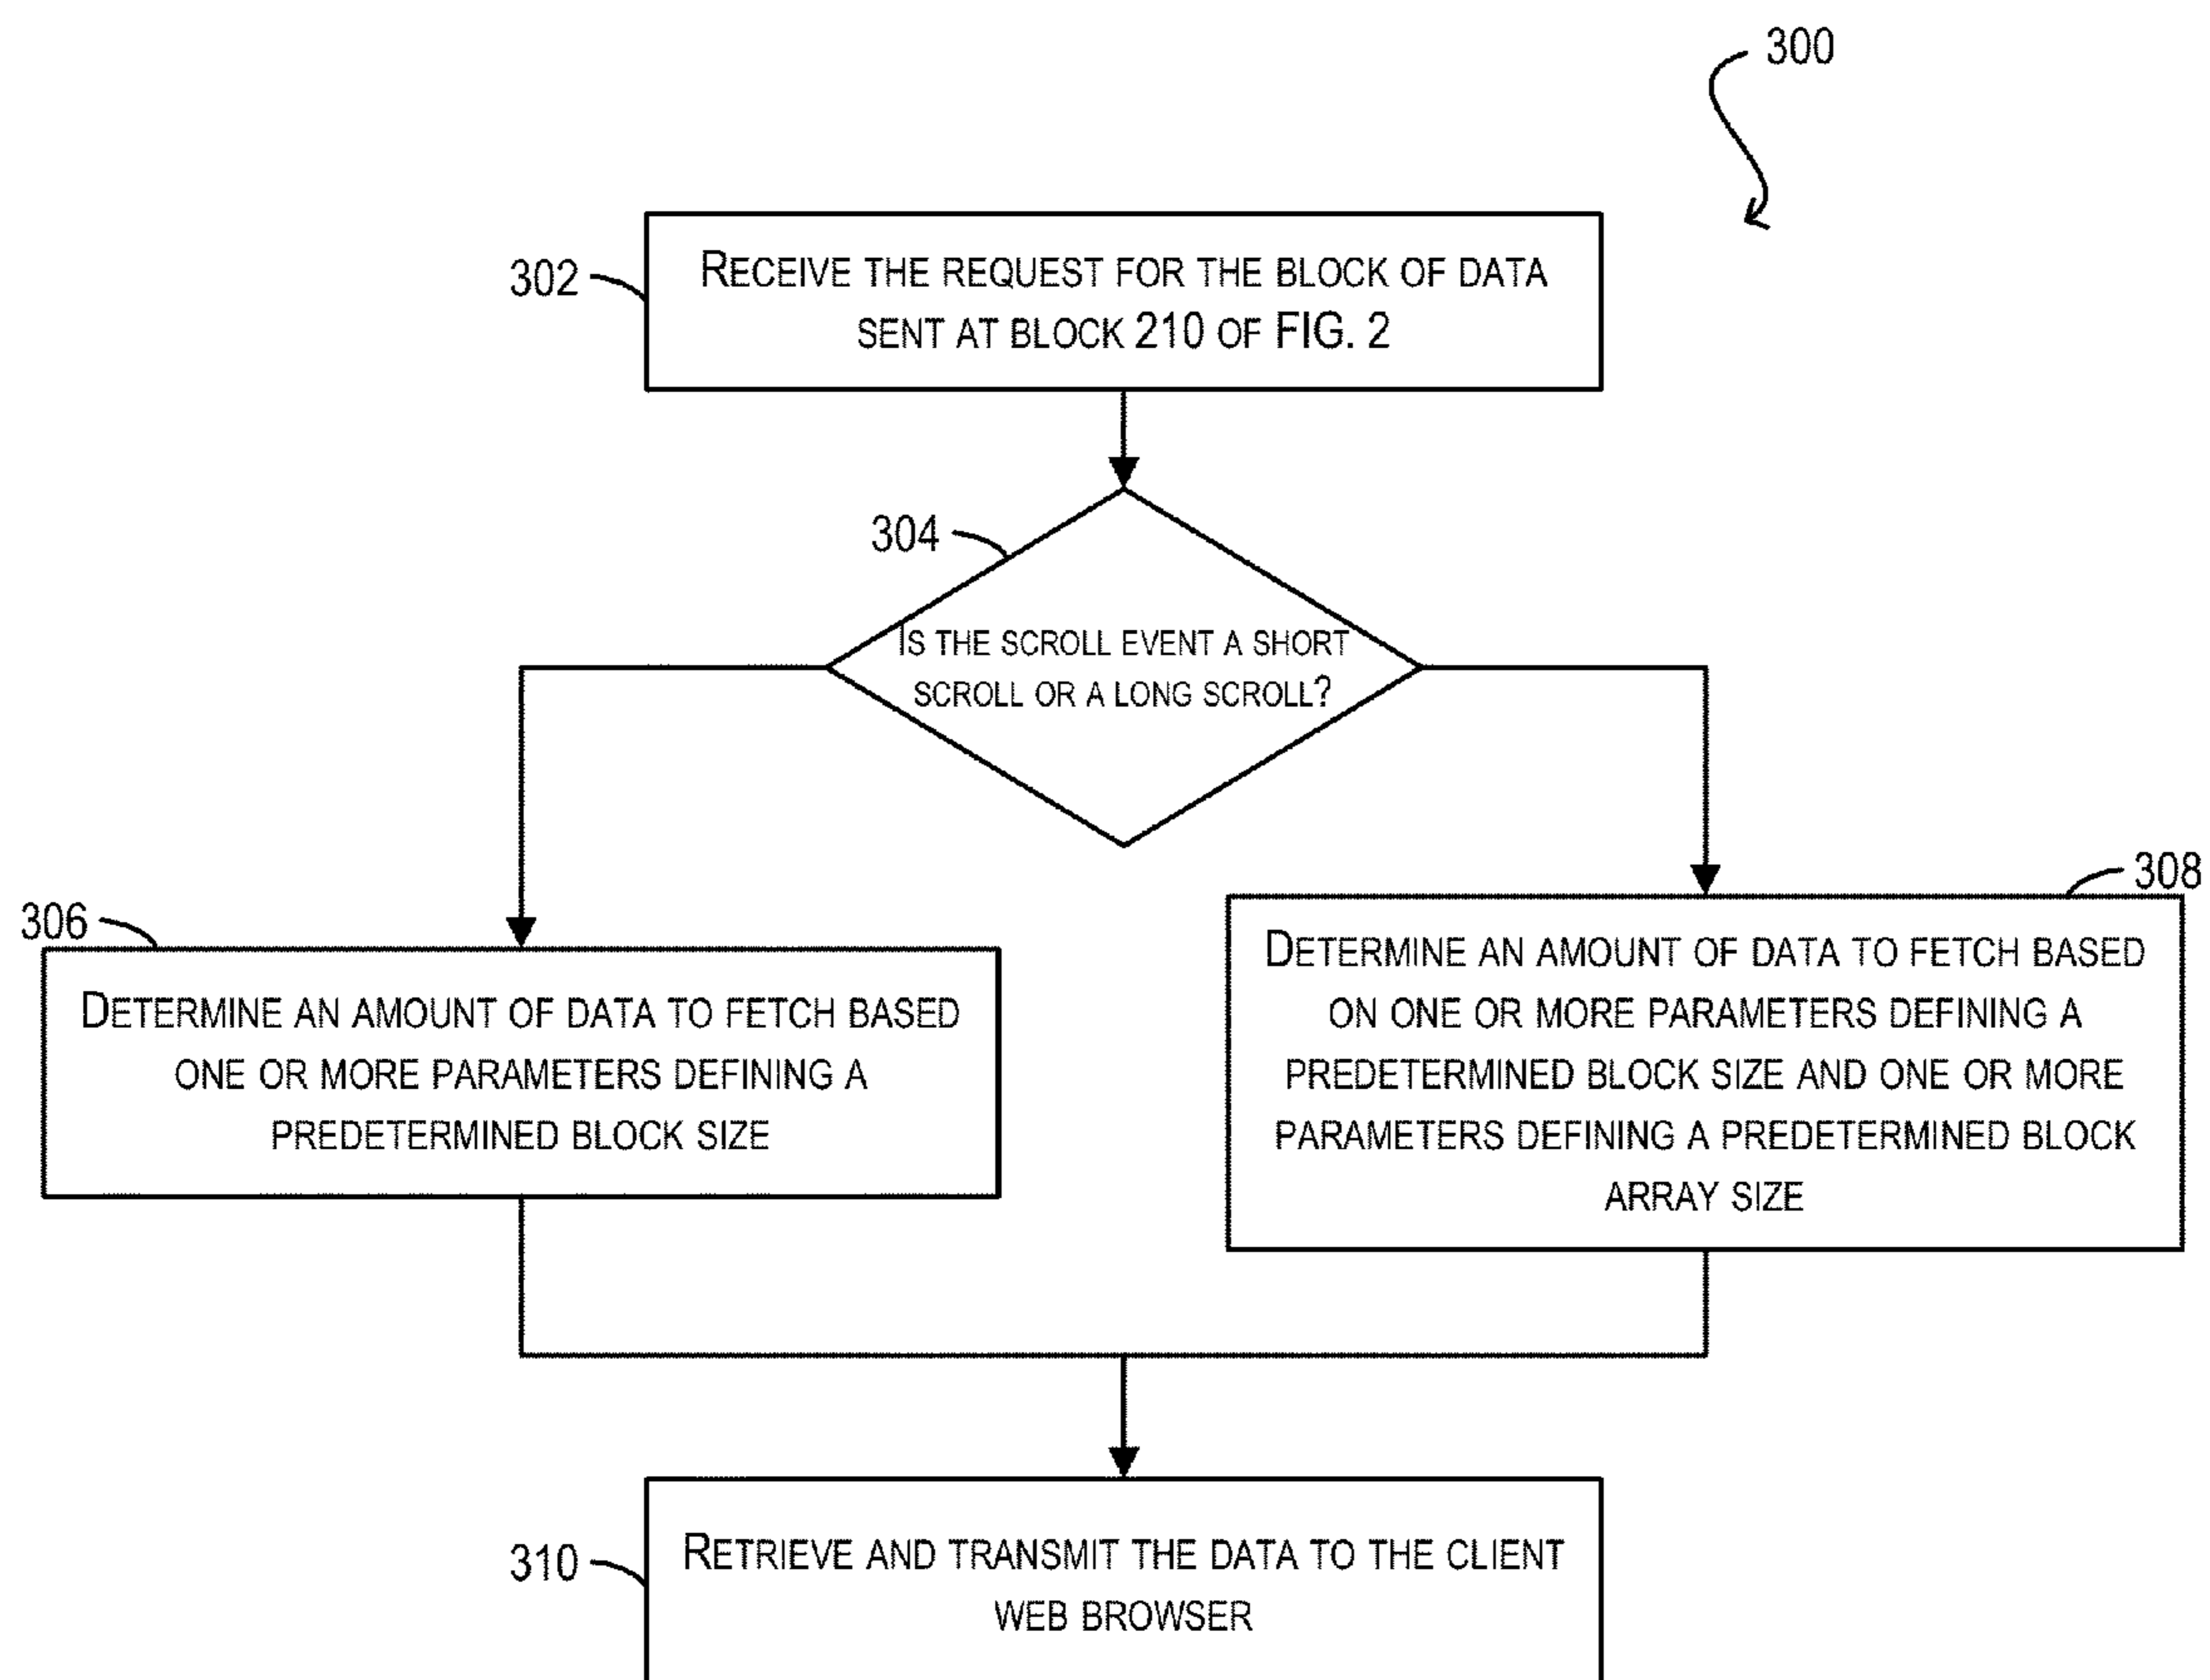 300
302
RECEIVE THE REQUEST FOR THE BLOCK OF DATA
SENT AT BLOCK 210 OF FIG. 2
304
IS THE SCROLL EVENT A SHORT
SCROLL OR A LONG SCROLL?
306
DETERMINE AN AMOUNT OF DATA TO FETCH BASED
ONE OR MORE PARAMETERS DEFINING A
PREDETERMINED BLOCK SIZE
308
DETERMINE AN AMOUNT OF DATA TO FETCH BASED
ON ONE OR MORE PARAMETERS DEFINING A
PREDETERMINED BLOCK SIZE AND ONE OR MORE
PARAMETERS DEFINING A PREDETERMINED BLOCK
ARRAY SIZE
310
RETRIEVE AND TRANSMIT THE DATA TO THE CLIENT
WEB BROWSER